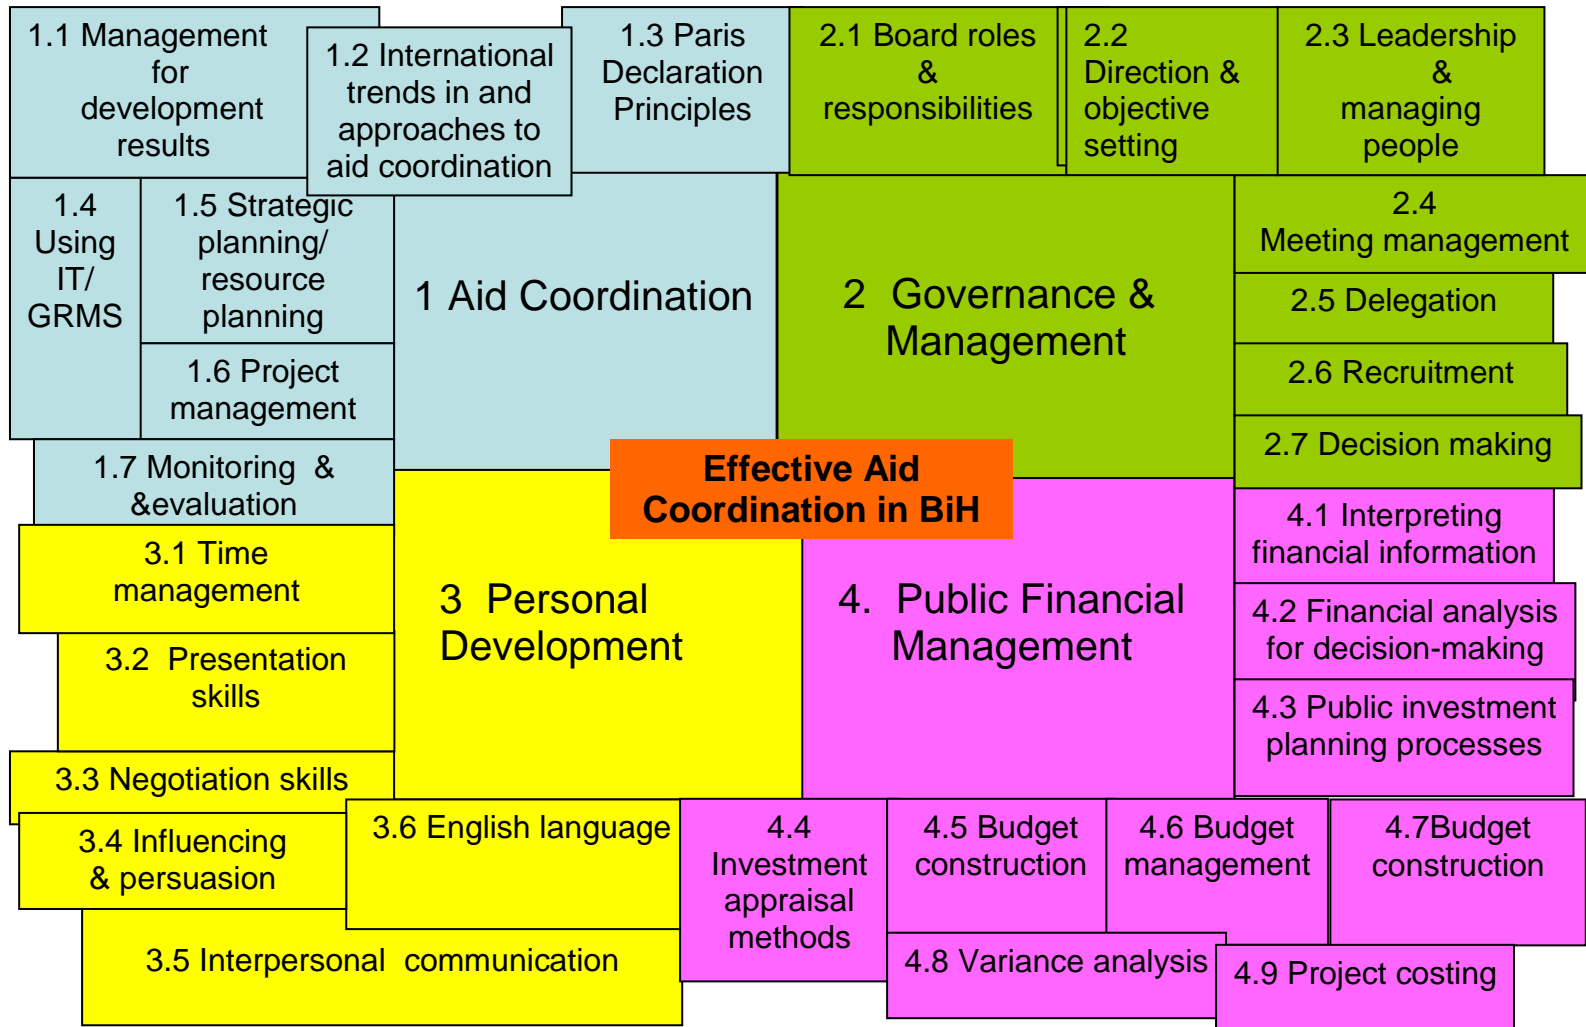 1.1 Management
for
development
results
1.2 International
trends in and
approaches to
aid coordination
1.3 Paris
Declaration
Principles
2.1 Board roles
&
responsibilities
2.2
Direction &
objective
setting
2.3 Leadership
&
managing
people
1.4
Using
IT/
GRMS
1.5 Strategic
planning/
resource
planning
1.6 Project
management
1.7 Monitoring &
&evaluation
1 Aid Coordination
2 Governance &
Management
2.4
Meeting management
2.5 Delegation
2.6 Recruitment
2.7 Decision making
Effective Aid
Coordination in BiH
3.1 Time
management
3.2 Presentation
skills
3.3 Negotiation skills
3.4 Influencing
& persuasion
3.5 Interpersonal communication
3.6 English language
3 Personal
Development
4. Public Financial
Management
4.1 Interpreting
financial information
4.2 Financial analysis
for decision-making
4.3 Public investment
planning processes
4.4
Investment
appraisal
methods
4.5 Budget
construction
4.6 Budget
management
4.7Budget
construction
4.8 Variance analysis
4.9 Project costing